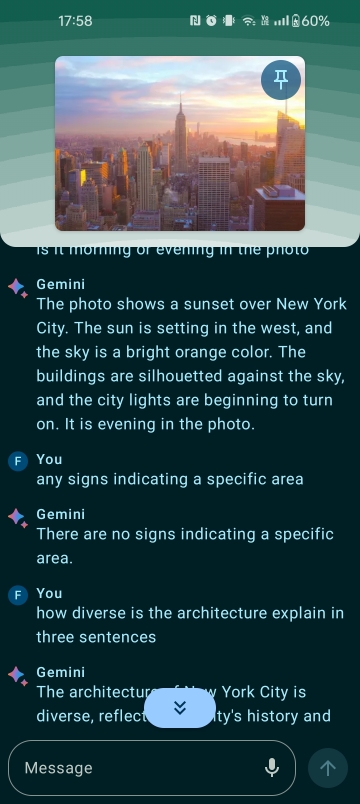 17:58
60%
is it morning or evening in the photo
Gemini
The photo shows a sunset over New York
City. The sun is setting in the west, and
the sky is a bright orange color. The
buildings are silhouetted against the sky,
and the city lights are beginning to turn
on. It is evening in the photo.
F You
any signs indicating a specific area
Gemini
There are no signs indicating a specific
area.
F You
how diverse is the architecture explain in
three sentences
Gemini
The architecture of New York City is
diverse, reflect ity's history and
Message